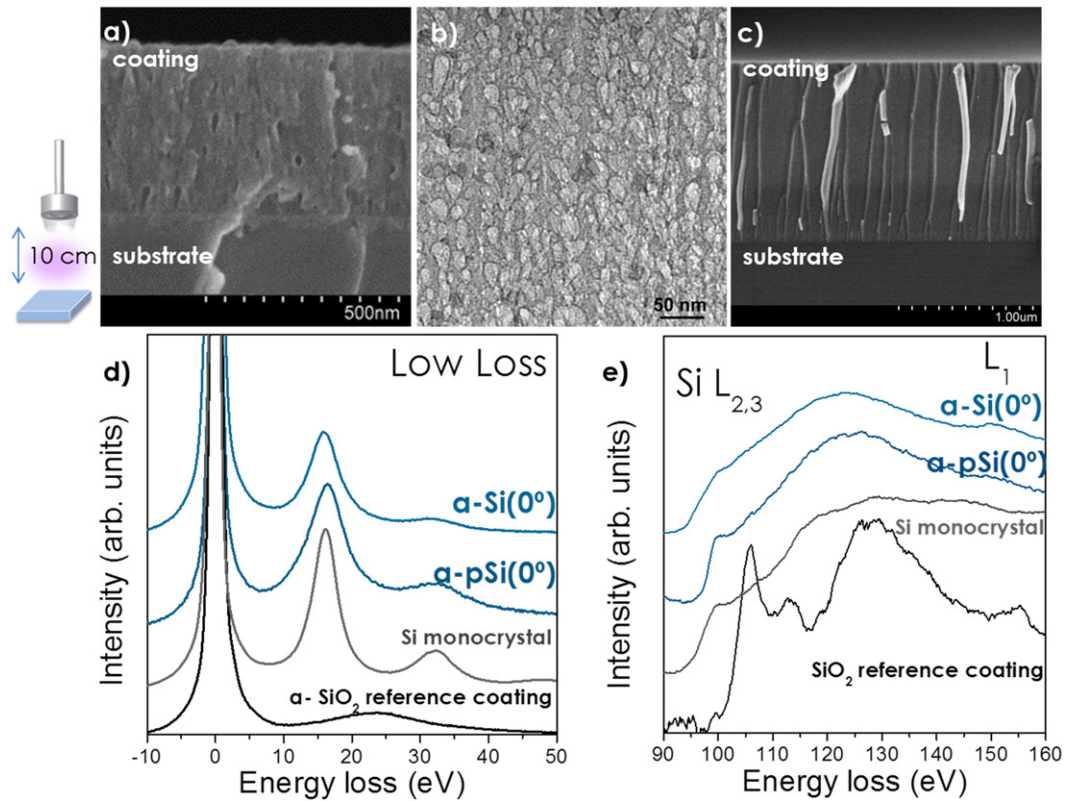 a)
coating
substrate
500nm
10 cm
b)
50 nm
c)
coating
substrate
1.00um
d)
Low Loss
a-Si(0º)
a-pSi(0º)
Si monocrystal
a- SiO2 reference coating
Intensity (arb. units)
-10 0 10 20 30 40 50
Energy loss (eV)
e)
Si L2,3
L1
a-Si(0º)
a-pSi(0º)
Si monocrystal
SiO2 reference coating
Intensity (arb. units)
90 100 110 120 130 140 150 160
Energy loss (eV)